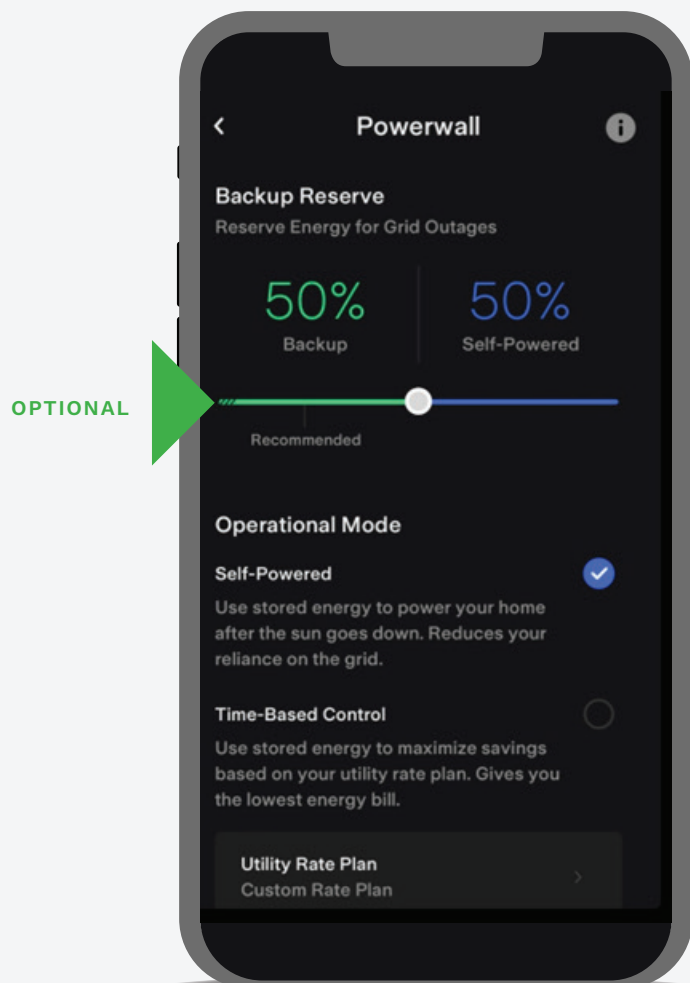 Powerwall
Backup Reserve
Reserve Energy for Grid Outages
50% 50%
Backup Self-Powered
OPTIONAL
Recommended
Operational Mode
Self-Powered
Use stored energy to power your home
after the sun goes down. Reduces your
reliance on the grid.
Time-Based Control
Use stored energy to maximize savings
based on your utility rate plan. Gives you
the lowest energy bill.
Utility Rate Plan
Custom Rate Plan